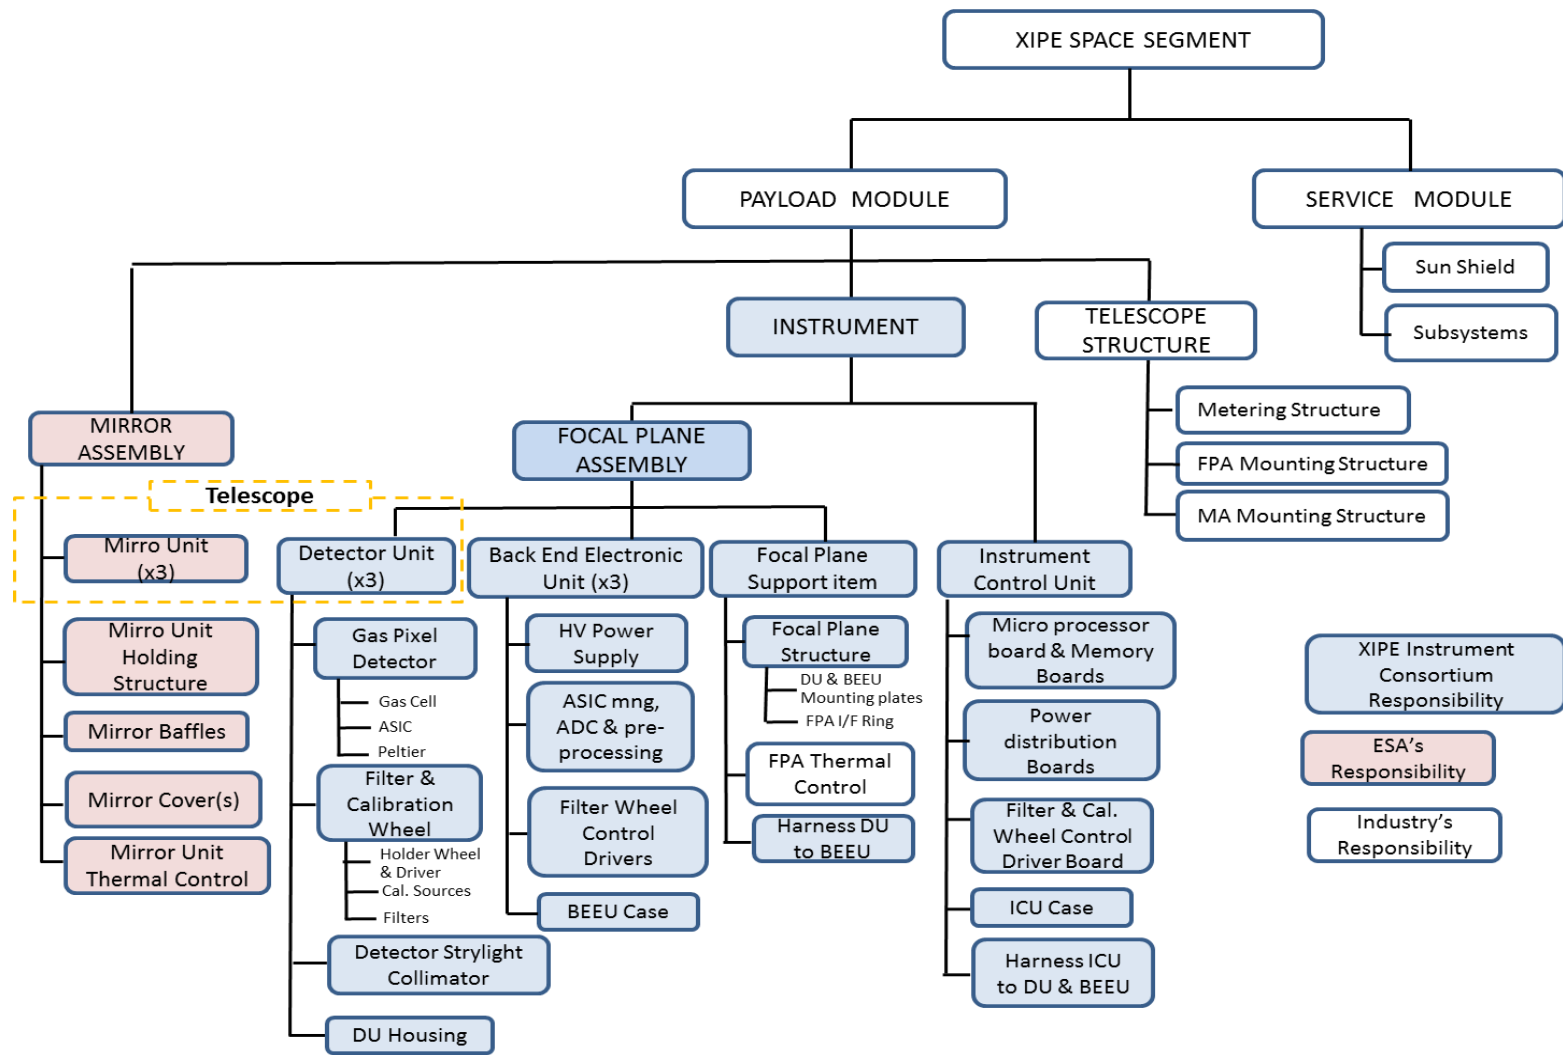 XIPE SPACE SEGMENT
PAYLOAD MODULE
SERVICE MODULE
Sun Shield
Subsystems
INSTRUMENT
TELESCOPE
STRUCTURE
Metering Structure
FPA Mounting Structure
MA Mounting Structure
MIRROR
ASSEMBLY
FOCAL PLANE
ASSEMBLY
Telescope
Mirro Unit
(x3)
Mirro Unit
Holding
Structure
Mirror Baffles
Mirror Cover(s)
Mirror Unit
Thermal Control
Detector Unit
(x3)
Gas Pixel
Detector
Gas Cell
ASIC
Peltier
Filter &
Calibration
Wheel
Holder Wheel
& Driver
Cal. Sources
Filters
Detector Strylight
Collimator
DU Housing
Back End Electronic
Unit (x3)
HV Power
Supply
ASIC mng,
ADC & pre-
processing
Filter Wheel
Control
Drivers
BEEU Case
Focal Plane
Support item
Focal Plane
Structure
DU & BEEU
Mounting plates
FPA I/F Ring
FPA Thermal
Control
Harness DU
to BEEU
Instrument
Control Unit
Micro processor
board & Memory
Boards
Power
distribution
Boards
Filter & Cal.
Wheel Control
Driver Board
ICU Case
Harness ICU
to DU & BEEU
XIPE Instrument
Consortium
Responsibility
ESA's
Responsibility
Industry's
Responsibility